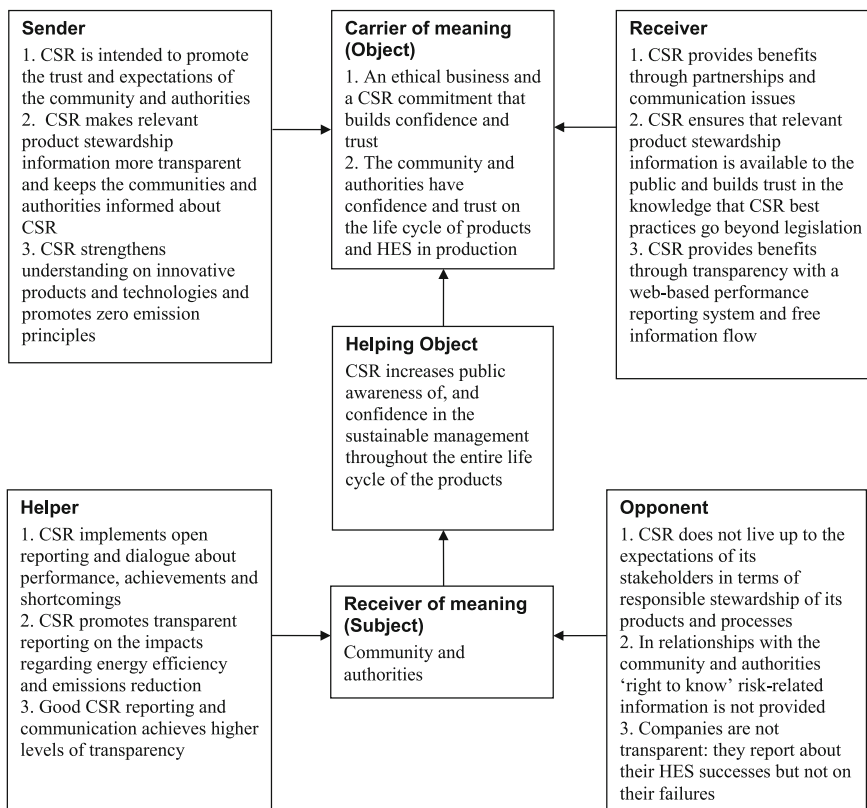 Sender
1. CSR is intended to promote
the trust and expectations of
the community and authorities
2. CSR makes relevant
product stewardship
information more transparent
and keeps the communities and
authorities informed about
CSR
3. CSR strengthens
understanding on innovative
products and technologies and
promotes zero emission
principles
Carrier of meaning
(Object)
1. An ethical business and
a CSR commitment that
builds confidence and
trust
2. The community and
authorities have
confidence and trust on
the life cycle of products
and HES in production
Receiver
1. CSR provides benefits
through partnerships and
communication issues
2. CSR ensures that relevant
product stewardship
information is available to the
public and builds trust in the
knowledge that CSR best
practices go beyond legislation
3. CSR provides benefits
through transparency with a
web-based performance
reporting system and free
information flow
Helping Object
CSR increases public
awareness of, and
confidence in the
sustainable management
throughout the entire life
cycle of the products
Helper
1. CSR implements open
reporting and dialogue about
performance, achievements and
shortcomings
2. CSR promotes transparent
reporting on the impacts
regarding energy efficiency
and emissions reduction
3. Good CSR reporting and
communication achieves higher
levels of transparency
Receiver of meaning
(Subject)
Community and
authorities
Opponent
1. CSR does not live up to the
expectations of its
stakeholders in terms of
responsible stewardship of its
products and processes
2. In relationships with the
community and authorities
‘right to know’ risk-related
information is not provided
3. Companies are not
transparent: they report about
their HES successes but not on
their failures